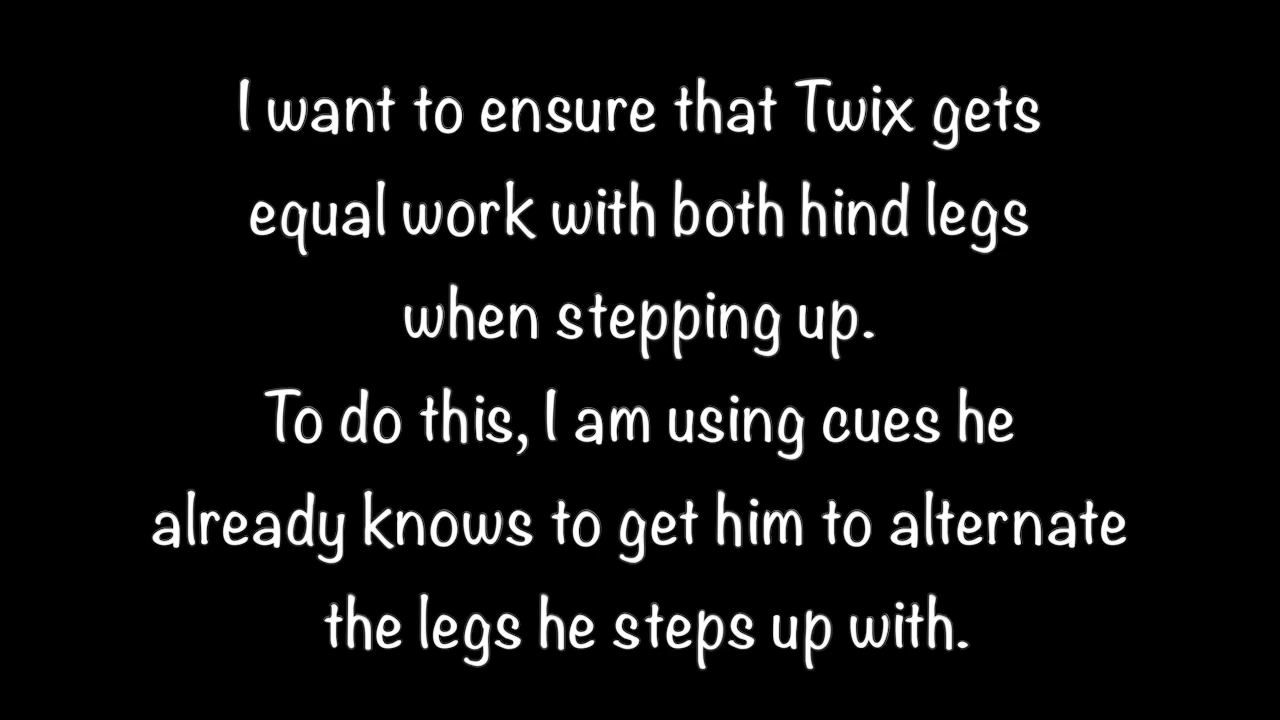 I want to ensure that Twix gets
equal work with both hind legs
when stepping up.
To do this, I am using cues he
already knows to get him to alternate
the legs he steps up with.